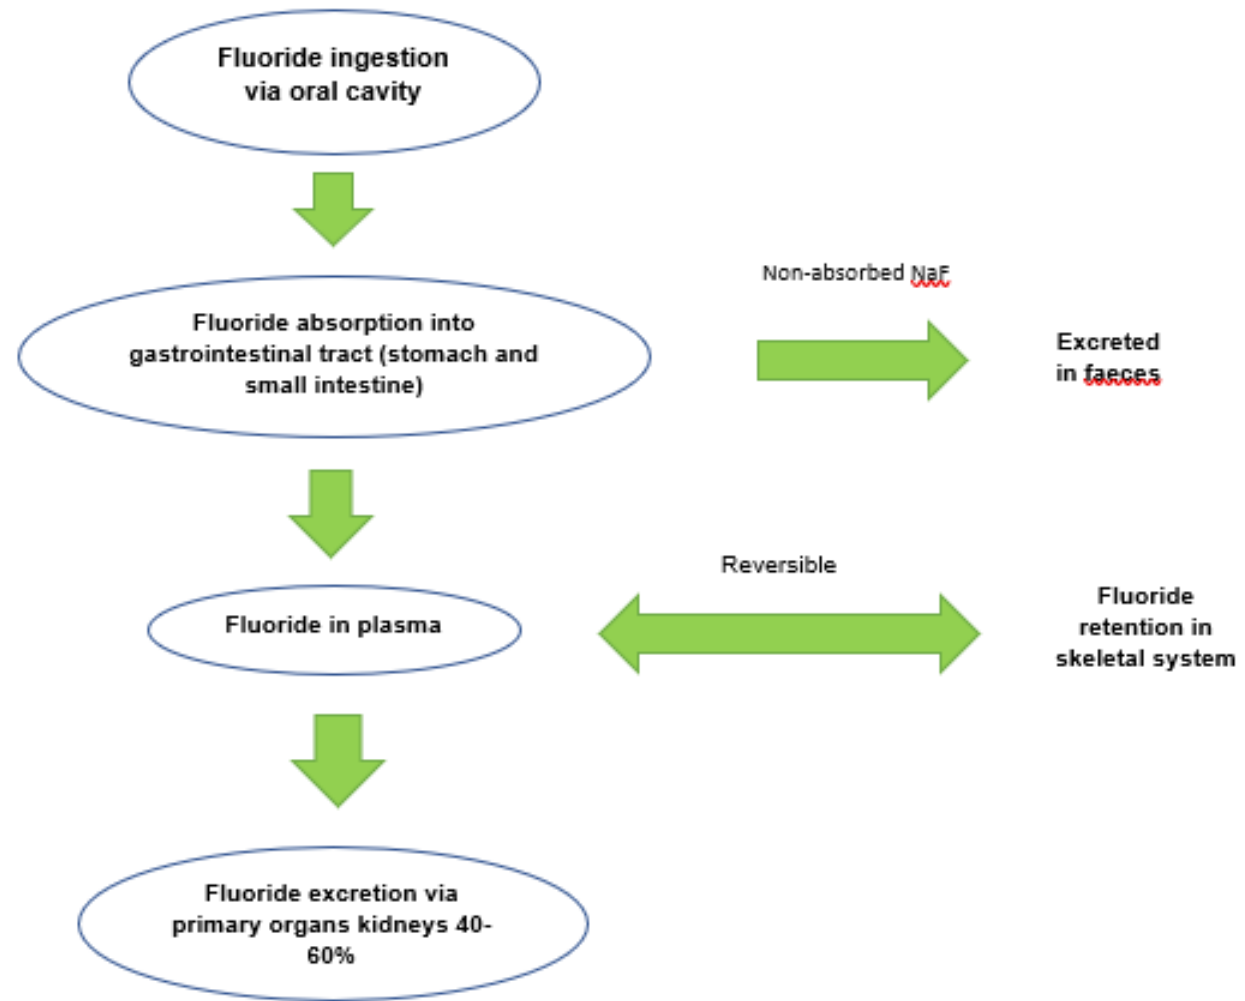 Fluoride ingestion
via oral cavity
Non-absorbed NaF
Fluoride absorption into
gastrointestinal tract (stomach and
small intestine)
Excreted
in faeces
Reversible
Fluoride in plasma
Fluoride
retention in
skeletal system
Fluoride excretion via
primary organs kidneys 40-
60%